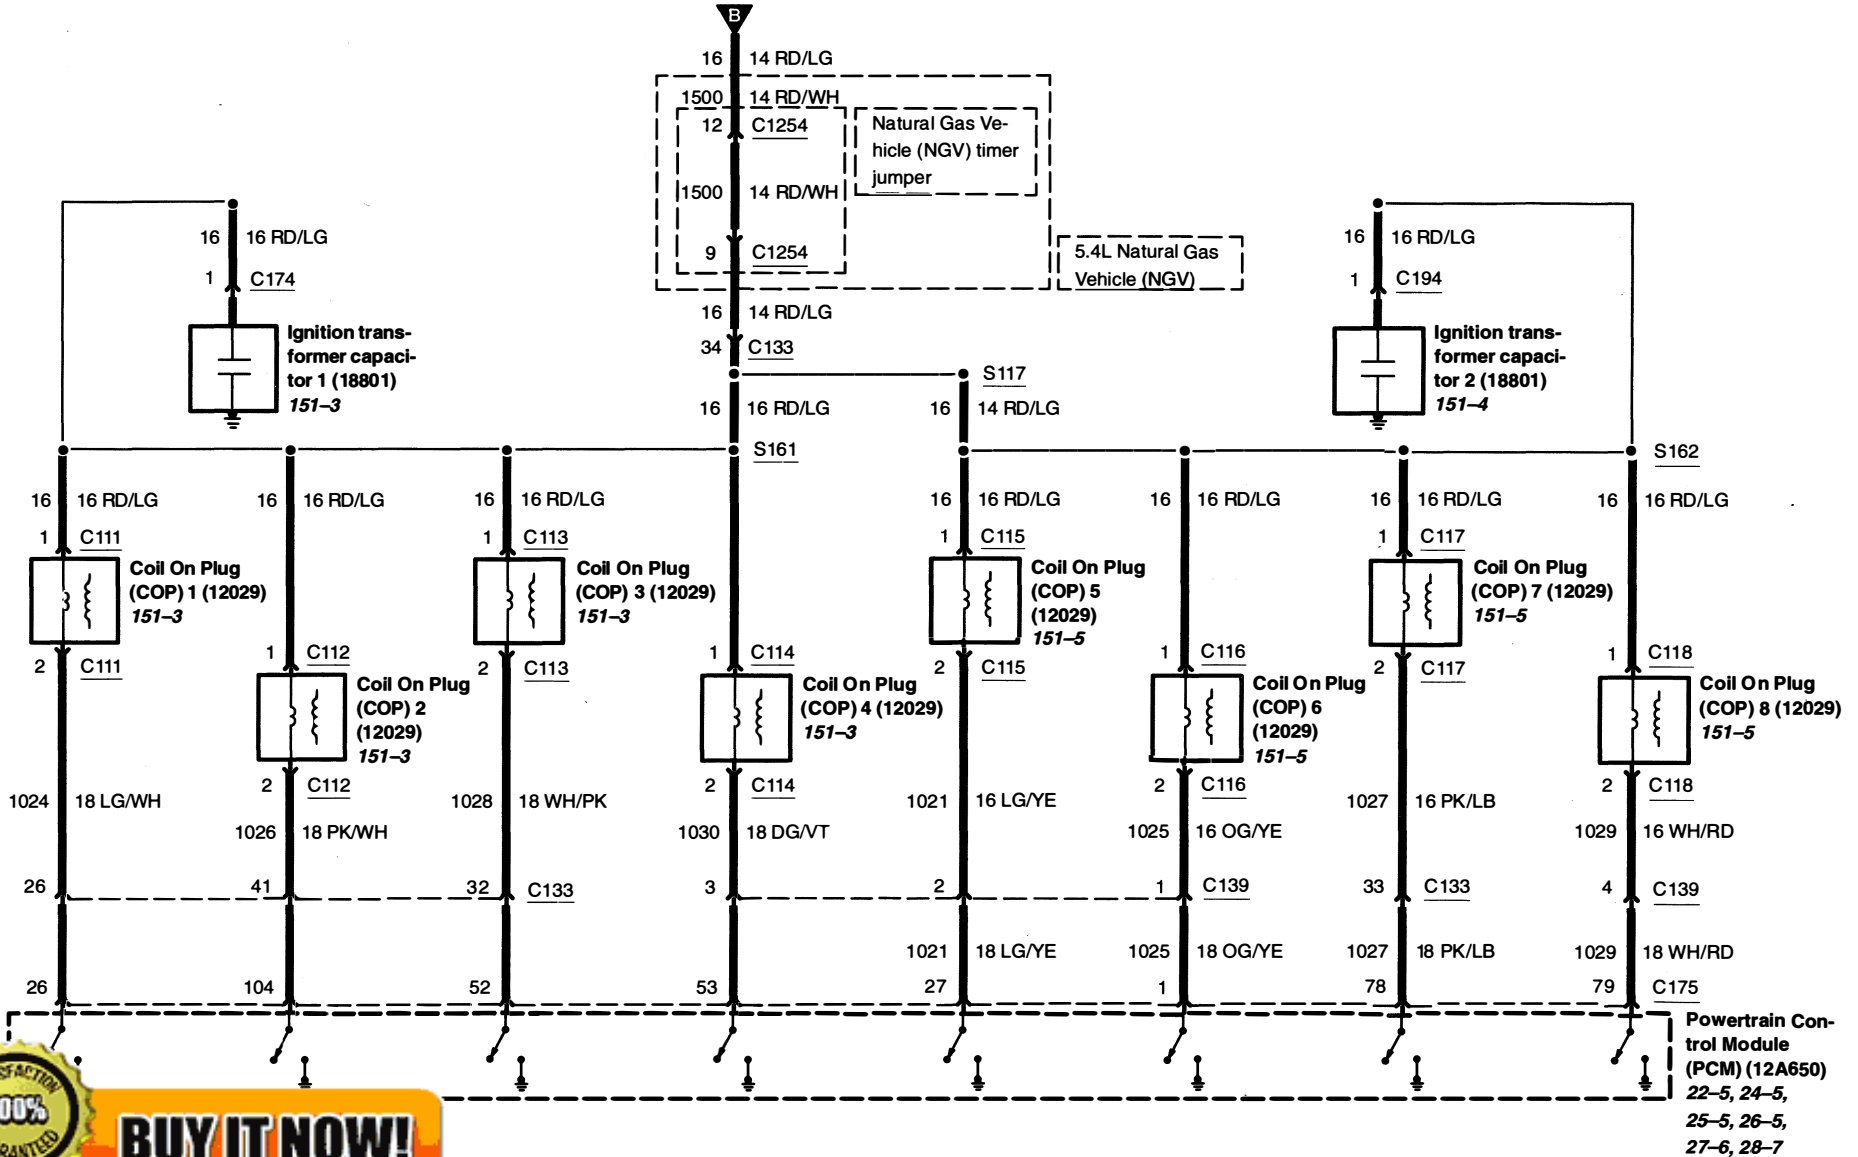 B
16 14 RD/LG
1500 14 RD/WH
12 C1254
Natural Gas Ve-
hicle (NGV) timer
jumper
1500 14 RD/WH
9 C1254
5.4L Natural Gas
Vehicle (NGV)
16 16 RD/LG
1 C174
Ignition trans-
former capaci-
tor 1 (18801)
151–3
16 14 RD/LG
34 C133
16 16 RD/LG
1 C194
Ignition trans-
former capaci-
tor 2 (18801)
151–4
S117
16 16 RD/LG
16 14 RD/LG
S161
S162
16 16 RD/LG
16 16 RD/LG
16 16 RD/LG
16 16 RD/LG
16 16 RD/LG
16 16 RD/LG
16 16 RD/LG
1 C111
Coil On Plug
(COP) 1 (12029)
151–3
2 C111
1 C112
Coil On Plug
(COP) 2
(12029)
151–3
2 C112
1 C113
Coil On Plug
(COP) 3 (12029)
151–3
2 C113
1 C114
Coil On Plug
(COP) 4 (12029)
151–3
2 C114
1 C115
Coil On Plug
(COP) 5
(12029)
151–5
2 C115
1 C116
Coil On Plug
(COP) 6
(12029)
151–5
2 C116
1 C117
Coil On Plug
(COP) 7 (12029)
151–5
2 C117
1 C118
Coil On Plug
(COP) 8 (12029)
151–5
2 C118
1024 18 LG/WH
1026 18 PK/WH
1028 18 WH/PK
1030 18 DG/VT
1021 16 LG/YE
1025 16 OG/YE
1027 16 PK/LB
1029 16 WH/RD
26 41 32 C133
3 2 1 C139
33 C133
4 C139
1021 18 LG/YE
1025 18 OG/YE
1027 18 PK/LB
1029 18 WH/RD
26 104 52 53 27 1 78 79 C175
Powertrain Con-
trol Module
(PCM) (12A650)
22–5, 24–5,
25–5, 26–5,
27–6, 28–7
BUY IT NOW!